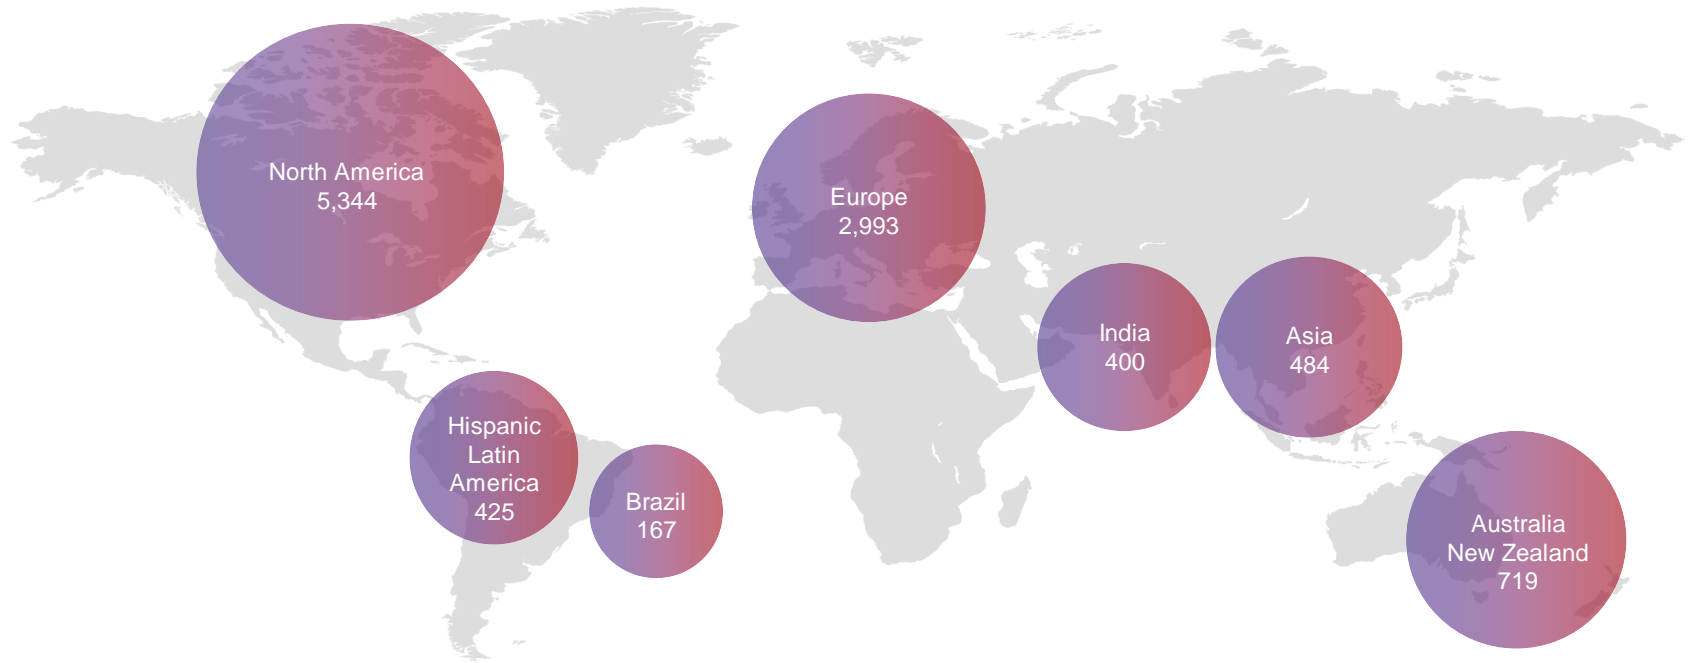 North America
5,344
Europe
2,993
India
400
Asia
484
Hispanic
Latin
America
425
Brazil
167
Australia
New Zealand
719